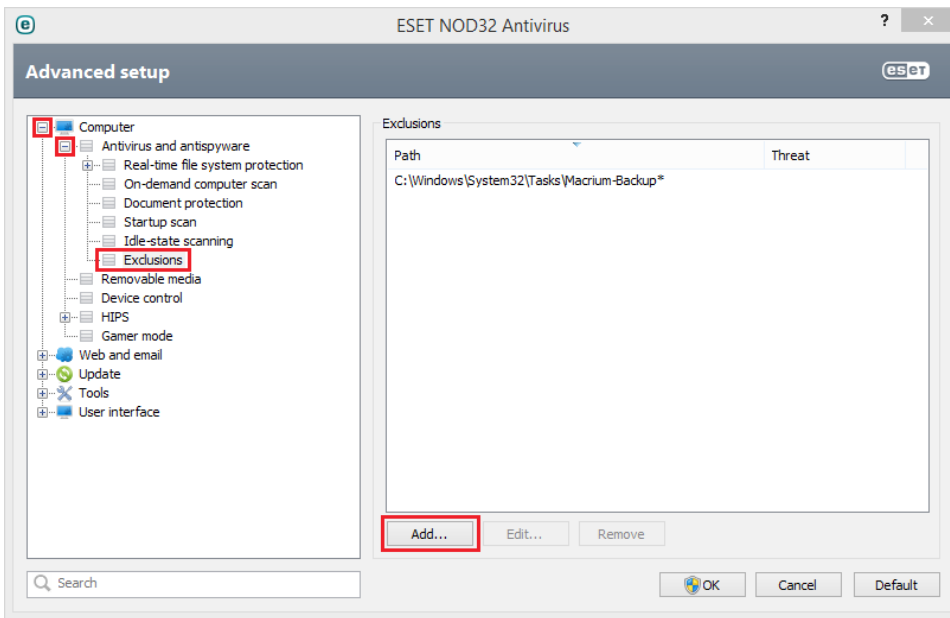 ESET NOD32 Antivirus
?
Advanced setup
eset
Computer
Antivirus and antispyware
Real-time file system protection
On-demand computer scan
Document protection
Startup scan
Idle-state scanning
Exclusions
Removable media
Device control
HIPS
Gamer mode
Web and email
Update
Tools
User interface
Exclusions
Path Threat
C:\Windows\System32\Tasks\Macrium-Backup*
Add... Edit... Remove
Search
OK Cancel Default